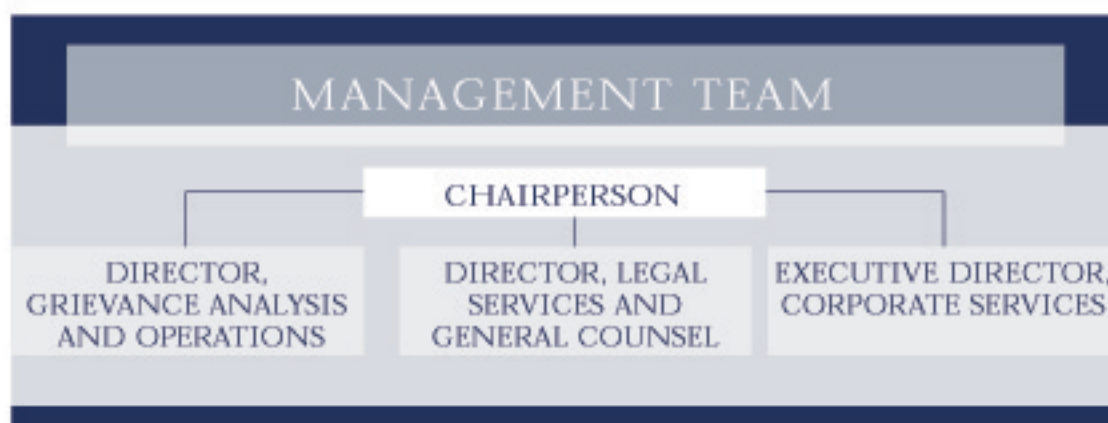 MANAGEMENT TEAM
CHAIRPERSON
DIRECTOR,
GRIEVANCE ANALYSIS
AND OPERATIONS
DIRECTOR, LEGAL
SERVICES AND
GENERAL COUNSEL
EXECUTIVE DIRECTOR,
CORPORATE SERVICES